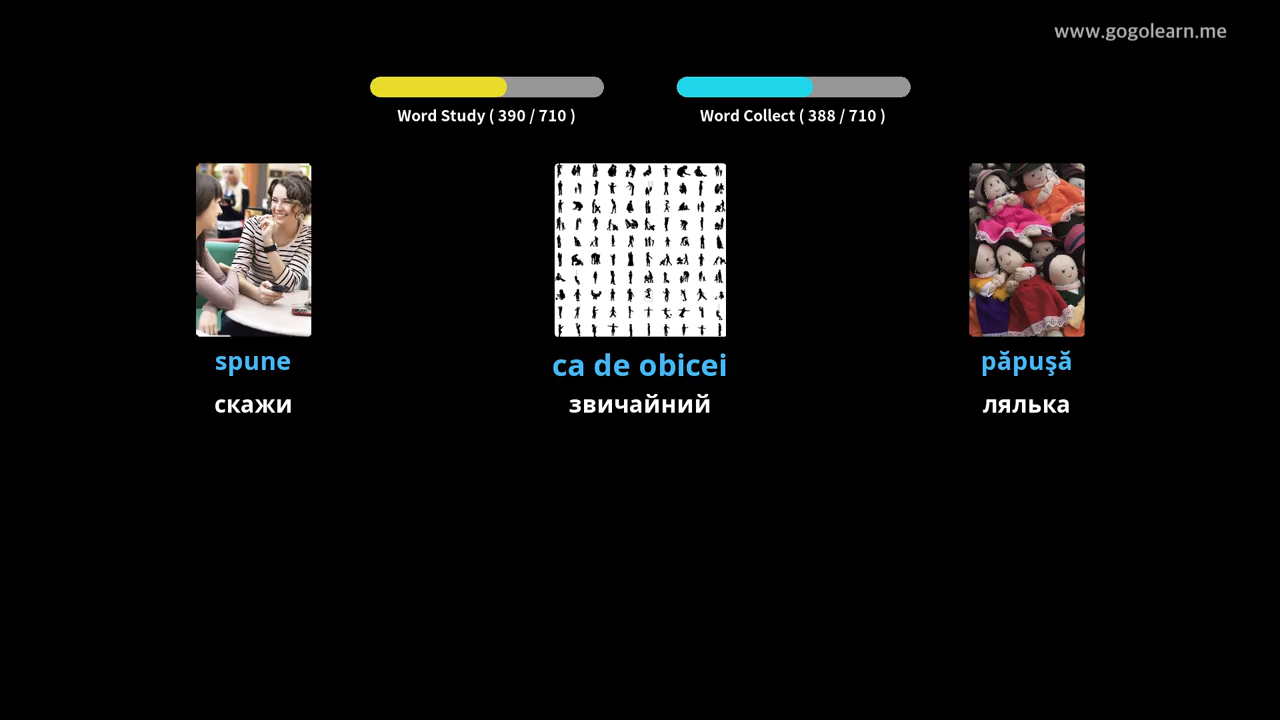 www.gogolearn.me
Word Study ( 390 / 710 )
Word Collect ( 388 / 710 )
spune
скажи
ca de obicei
звичайний
păpuşă
лялька